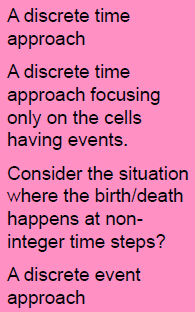 A discrete time
approach
A discrete time
approach focusing
only on the cells
having events.
Consider the situation
where the birth/death
happens at non-
integer time steps?
A discrete event
approach